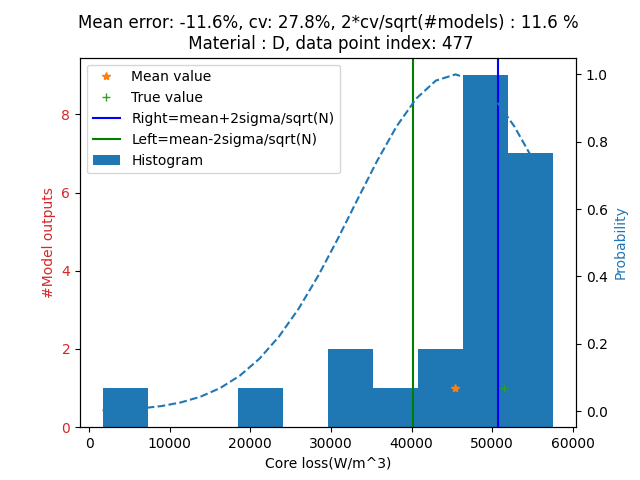 Mean error: -11.6%, cv: 27.8%, 2*cv/sqrt(#models) : 11.6 %
Material : D, data point index: 477
Mean value
True value
Right=mean+2sigma/sqrt(N)
Left=mean-2sigma/sqrt(N)
Histogram
#Model outputs
8
6
4
2
0
1.0
0.8
0.6
0.4
0.2
0.0
Probability
0 10000 20000 30000 40000 50000 60000
Core loss(W/m^3)